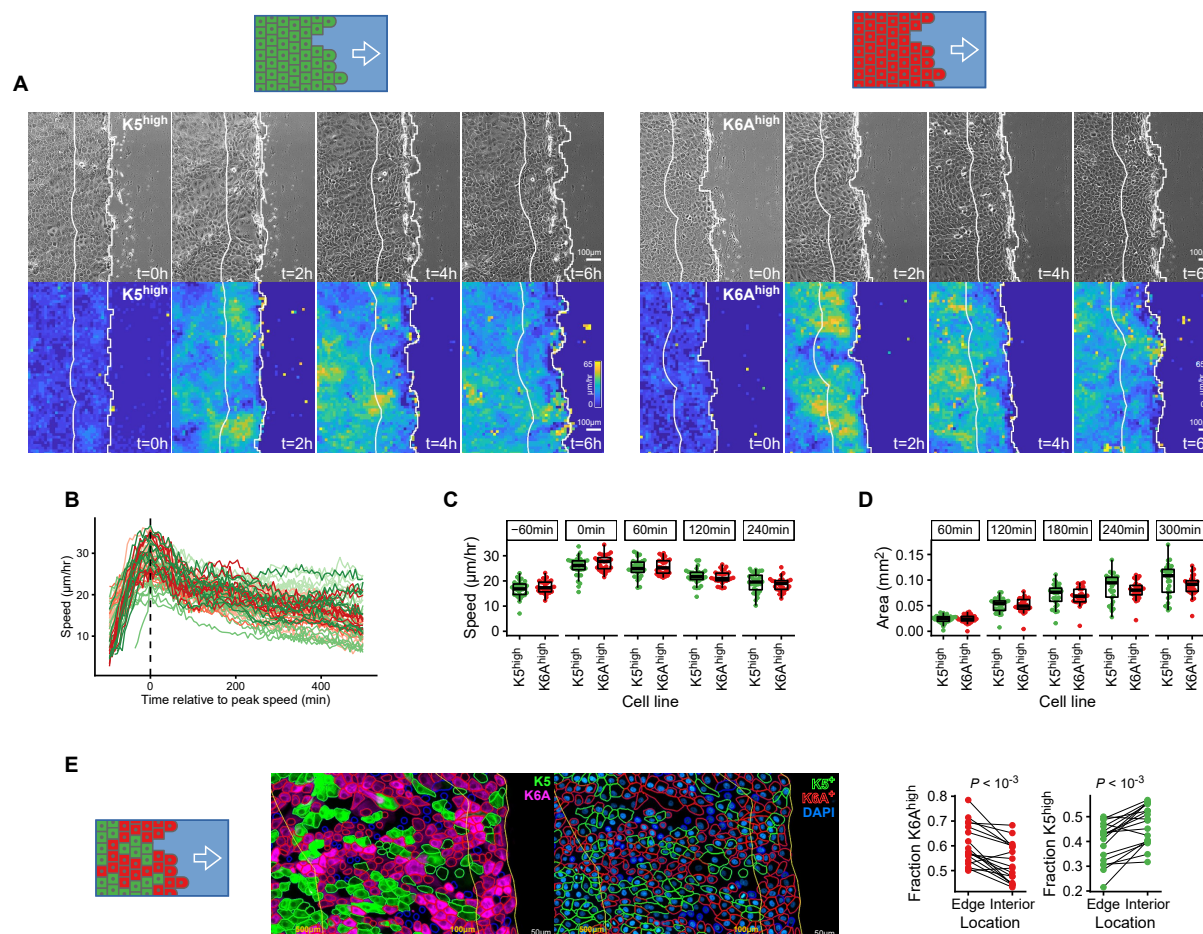 A
K5high
t=0h
t=2h
t=4h
100µm
t=6h
K5high
t=0h
t=2h
t=4h
65
µm/hr
0
100µm
t=6h
K6Ahigh
t=0h
t=2h
t=4h
100µm
t=6h
K6Ahigh
t=0h
t=2h
t=4h
100µm
t=6h
B
Speed (µm/hr)
30
20
10
0 200 400
Time relative to peak speed (min)
C
−60min 0min 60min 120min 240min
Speed (µm/hr)
30
20
10
0
K5high K6Ahigh K5high K6Ahigh K5high K6Ahigh K5high K6Ahigh K5high K6Ahigh
Cell line
D
60min 120min 180min 240min 300min
Area (mm2)
0.15
0.10
0.05
0.00
K5high K6Ahigh K5high K6Ahigh K5high K6Ahigh K5high K6Ahigh K5high K6Ahigh
Cell line
E
K5
K6A
500µm
100µm
50µm
K5+
K6A+
DAPI
500µm
100µm
50µm
P < 10-3
Fraction K6Ahigh
0.8
0.7
0.6
0.5
Edge Interior
Location
P < 10-3
Fraction K5high
0.5
0.4
0.3
0.2
Edge Interior
Location